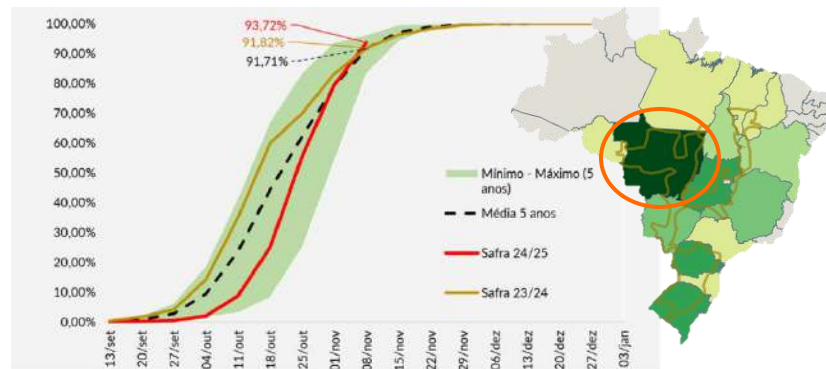 100,00%
90,00%
80,00%
70,00%
60,00%
50,00%
40,00%
30,00%
20,00%
10,00%
0,00%
93,72%
91,82%
91,71%
Mínimo - Máximo (5
anos)
Média 5 anos
Safra 24/25
Safra 23/24
13/set
20/set
27/set
04/out
11/out
18/out
25/out
01/nov
08/nov
15/nov
22/nov
29/nov
06/dez
13/dez
20/dez
27/dez
03/jan